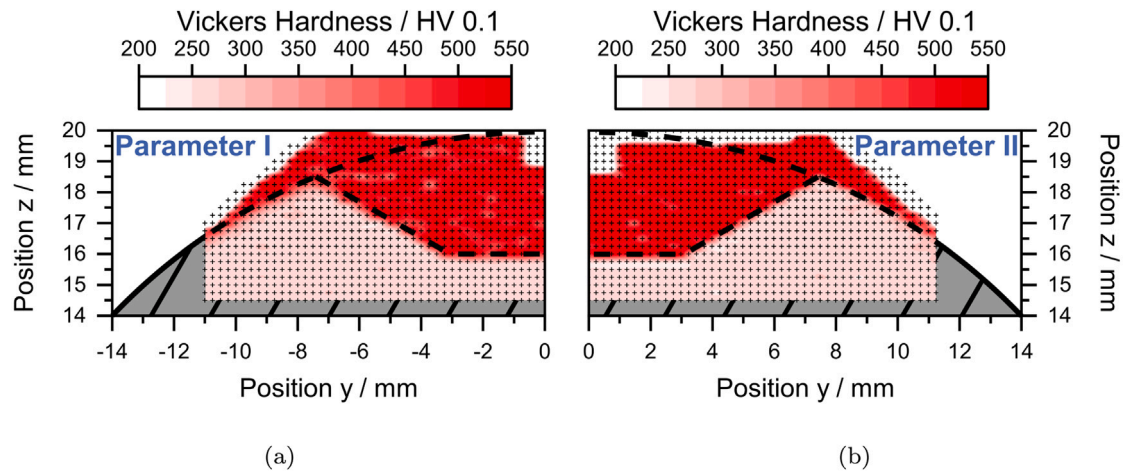 Vickers Hardness / HV 0.1
200 250 300 350 400 450 500 550
Parameter I
20
19
18
17
16
15
14
Position z / mm
-14 -12 -10 -8 -6 -4 -2 0
Position y / mm
(a)
Vickers Hardness / HV 0.1
200 250 300 350 400 450 500 550
Parameter II
20
19
18
17
16
15
14
Position z / mm
0 2 4 6 8 10 12 14
Position y / mm
(b)